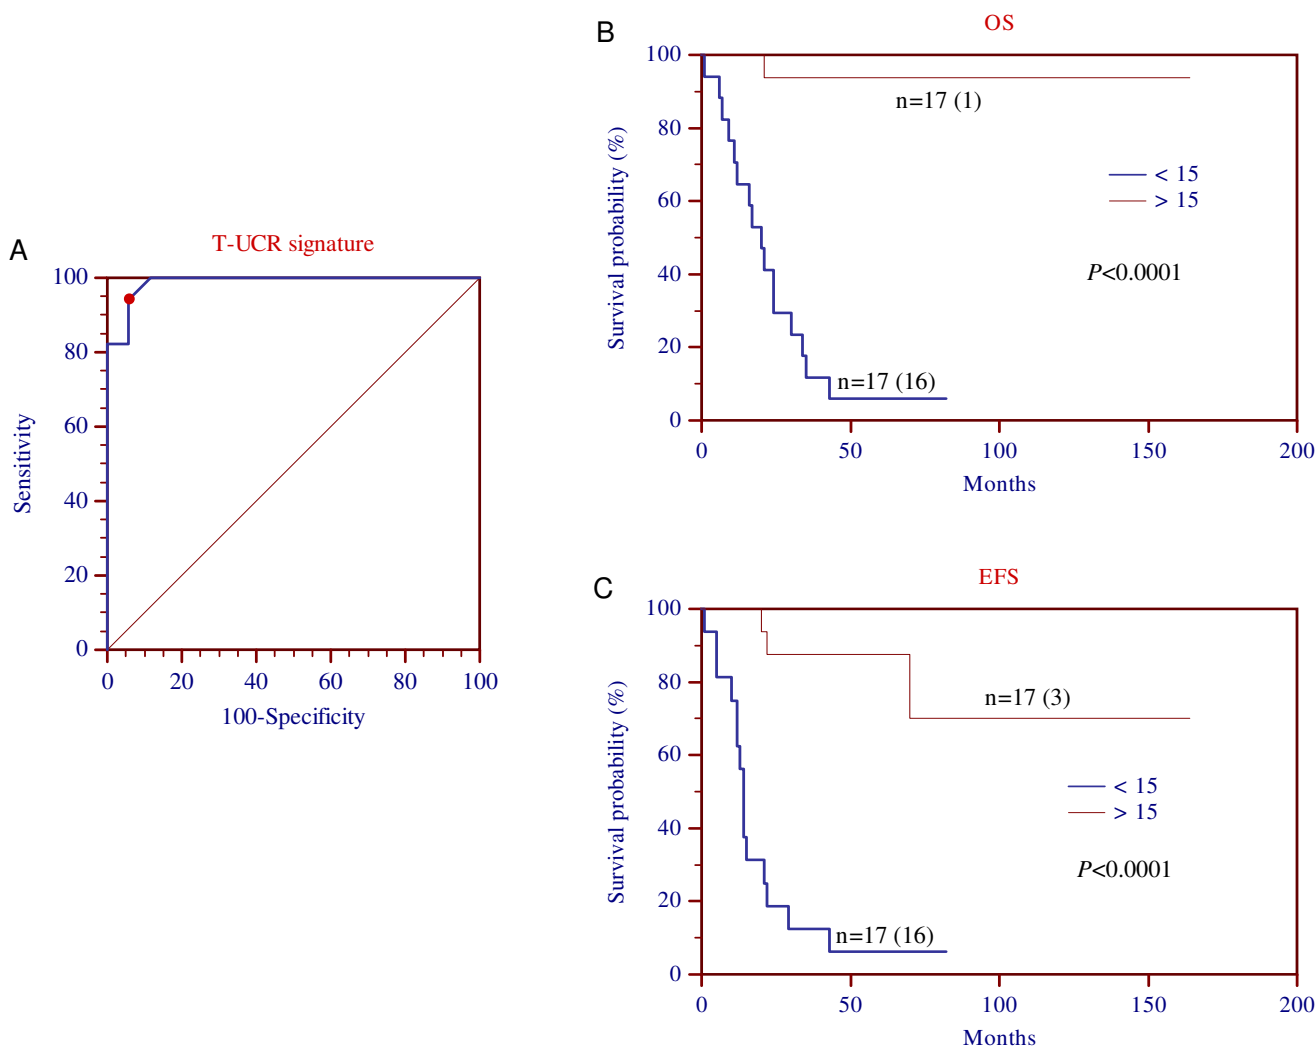 A
T-UCR signature
100
80
60
40
20
0
Sensitivity
0 20 40 60 80 100
100-Specificity
B
OS
100
80
60
40
20
0
Survival probability (%)
n=17 (1)
< 15
> 15
P<0.0001
n=17 (16)
0 50 100 150 200
Months
C
EFS
100
80
60
40
20
0
Survival probability (%)
n=17 (3)
< 15
> 15
P<0.0001
n=17 (16)
0 50 100 150 200
Months